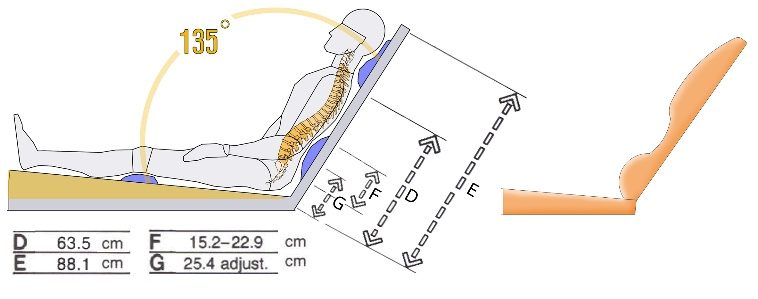 135°
G F D E
D 63.5 cm F 15.2–22.9 cm
E 88.1 cm G 25.4 adjust. cm